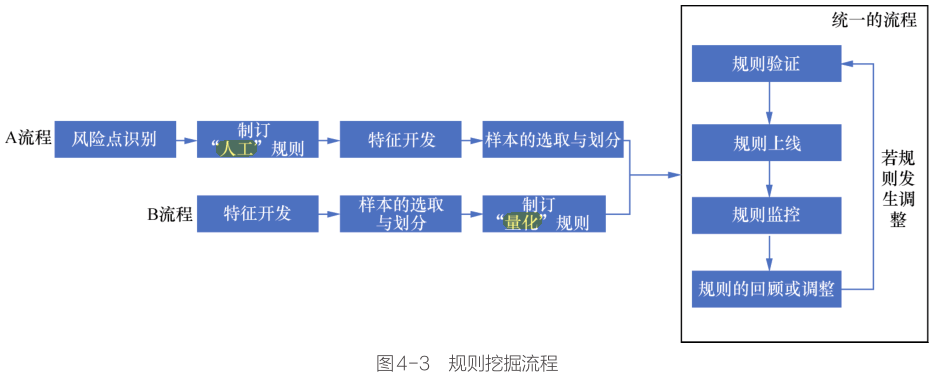 A流程
风险点识别
制订
“人工”规则
特征开发
样本的选取与划分
B流程
特征开发
样本的选取
与划分
制订
“量化”规则
统一的流程
规则验证
规则上线
规则监控
规则的回顾或调整
若规
则发
生调
整
图4-3 规则挖掘流程